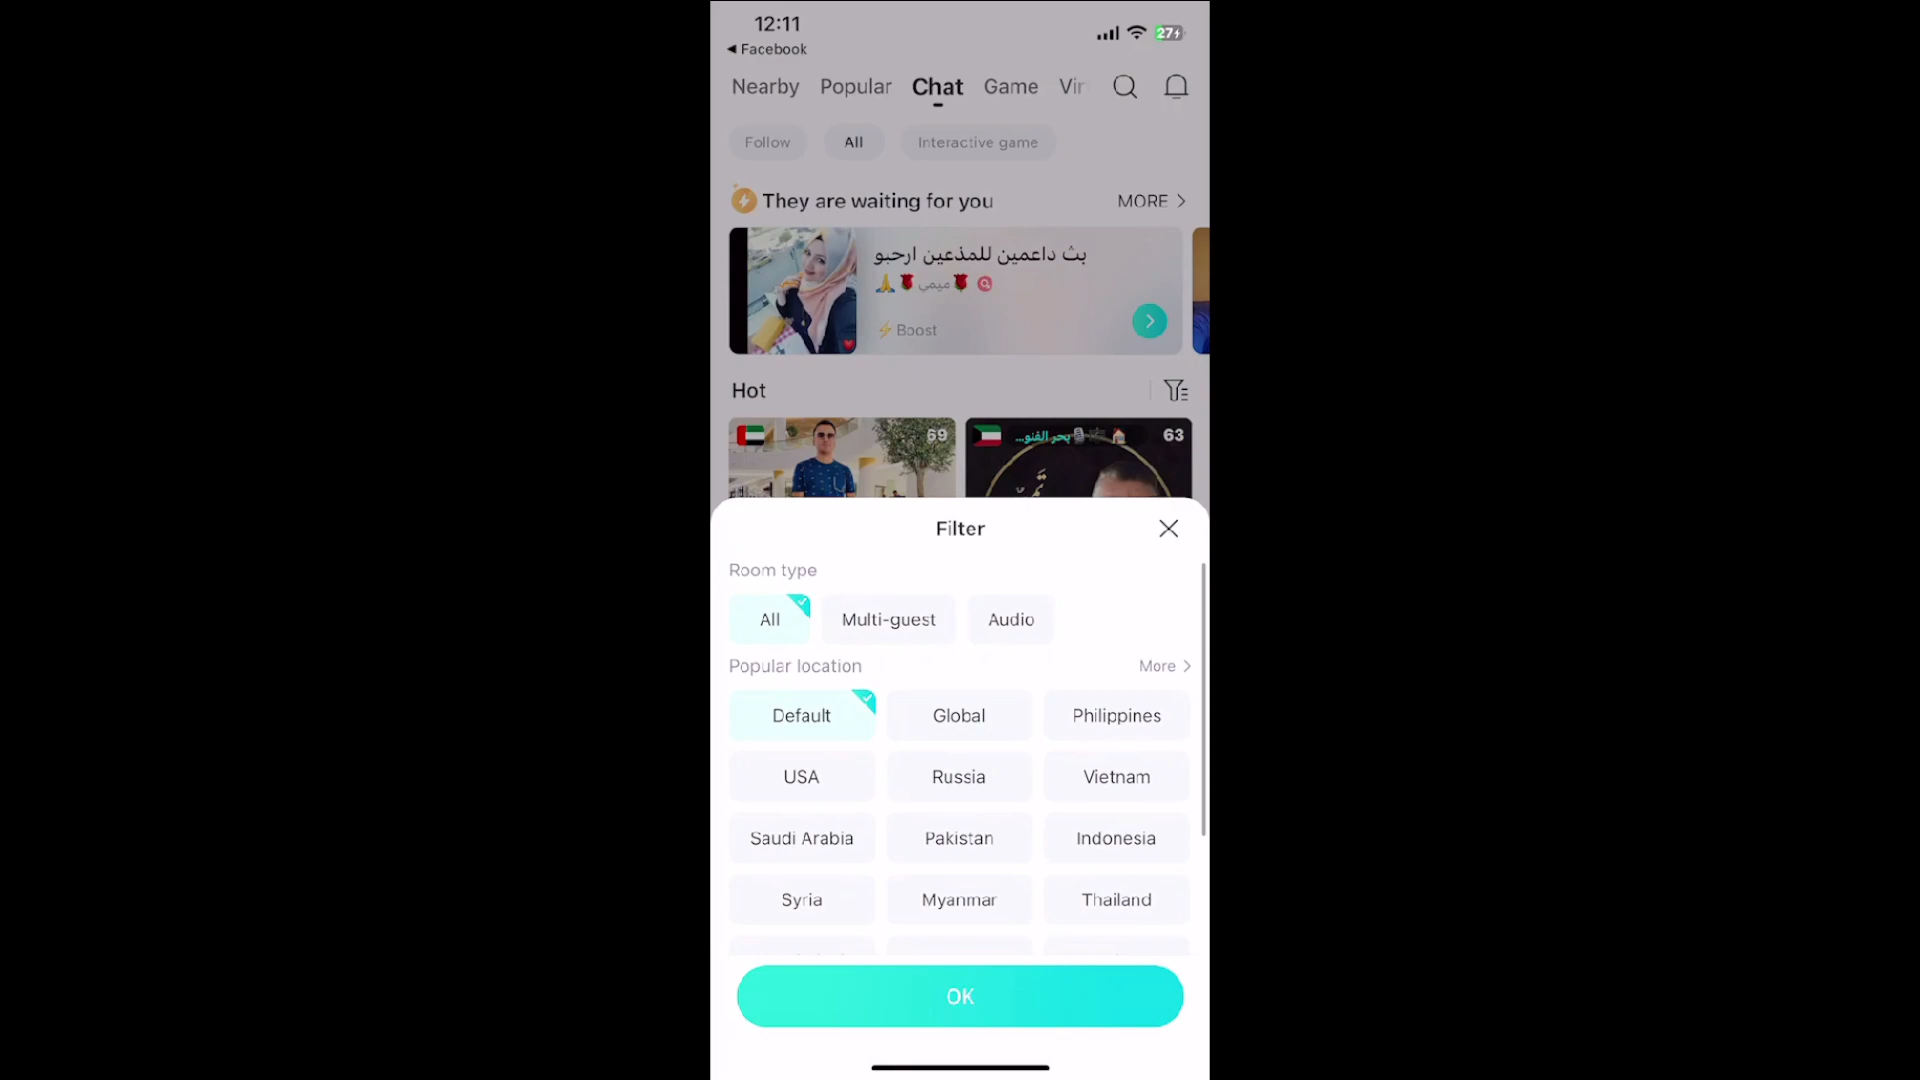 12:11
27
◀ Facebook
Nearby Popular Chat Game Vir
Follow All Interactive game
They are waiting for you MORE >
بث داعمين للمذعين ارحبو
🙏🌹ميمي🌹
⚡ Boost
Hot
69
بحر الفنو...
63
Filter
Room type
All Multi-guest Audio
Popular location More >
Default Global Philippines
USA Russia Vietnam
Saudi Arabia Pakistan Indonesia
Syria Myanmar Thailand
OK